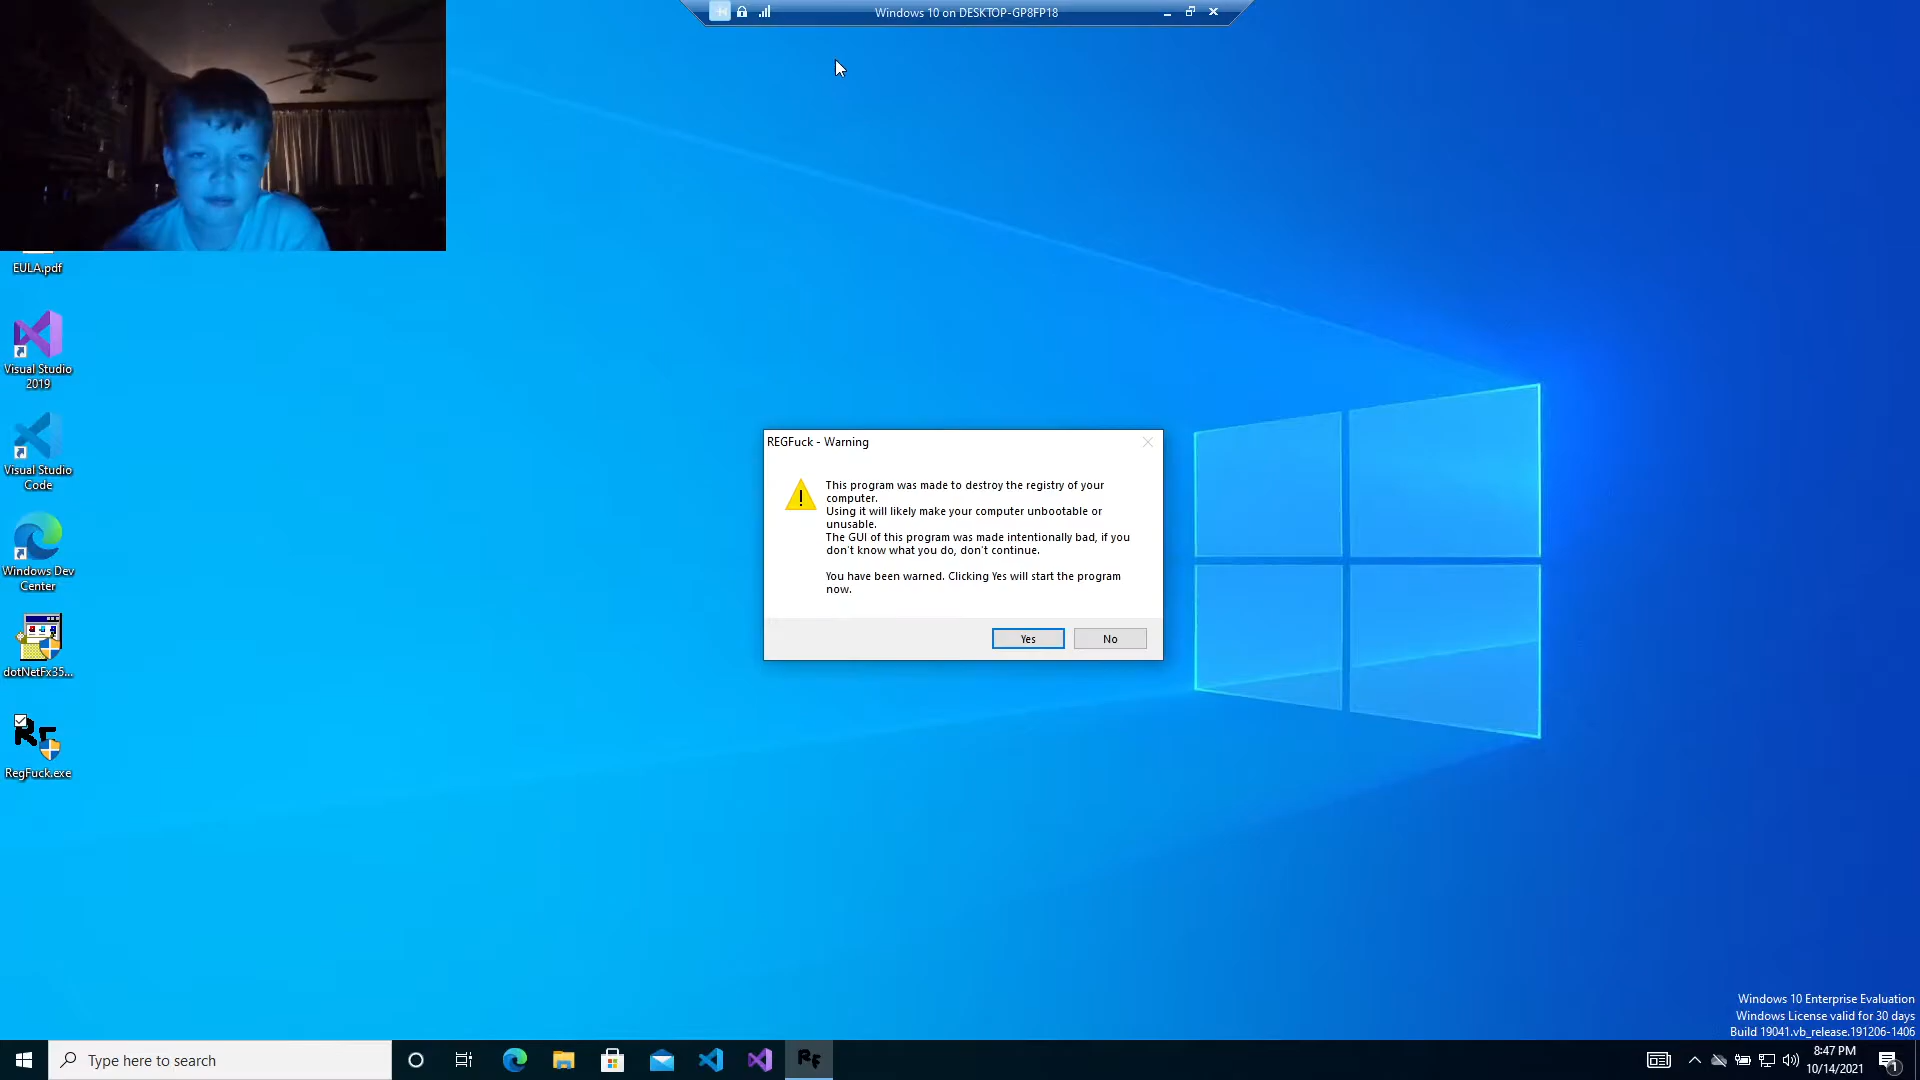 Windows 10 on DESKTOP-GP8FP18
EULA.pdf
Visual Studio
2019
Visual Studio
Code
Windows Dev
Center
dotNetFx35...
RegFuck.exe
REGFuck - Warning
This program was made to destroy the registry of your
computer.
Using it will likely make your computer unbootable or
unusable.
The GUI of this program was made intentionally bad, if you
don't know what you do, don't continue.
You have been warned. Clicking Yes will start the program
now.
Yes
No
Windows 10 Enterprise Evaluation
Windows License valid for 30 days
Build 19041.vb_release.191206-1406
Type here to search
8:47 PM
10/14/2021
1